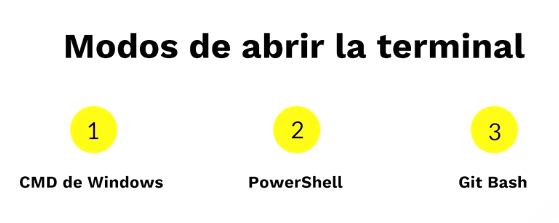 Modos de abrir la terminal
1
2
3
CMD de Windows
PowerShell
Git Bash